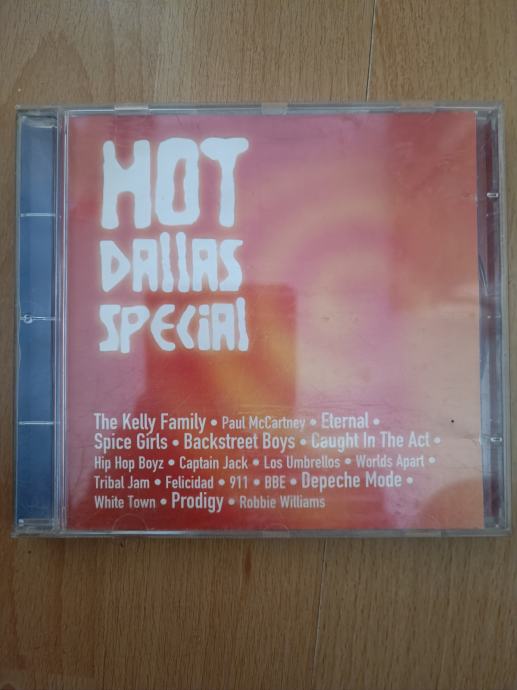 HOT
DALLAS
SPECIAL
The Kelly Family • Paul McCartney • Eternal •
Spice Girls • Backstreet Boys • Caught In The Act •
Hip Hop Boyz • Captain Jack • Los Umbrellos • Worlds Apart •
Tribal Jam • Felicidad • 911 • BBE • Depeche Mode •
White Town • Prodigy • Robbie Williams